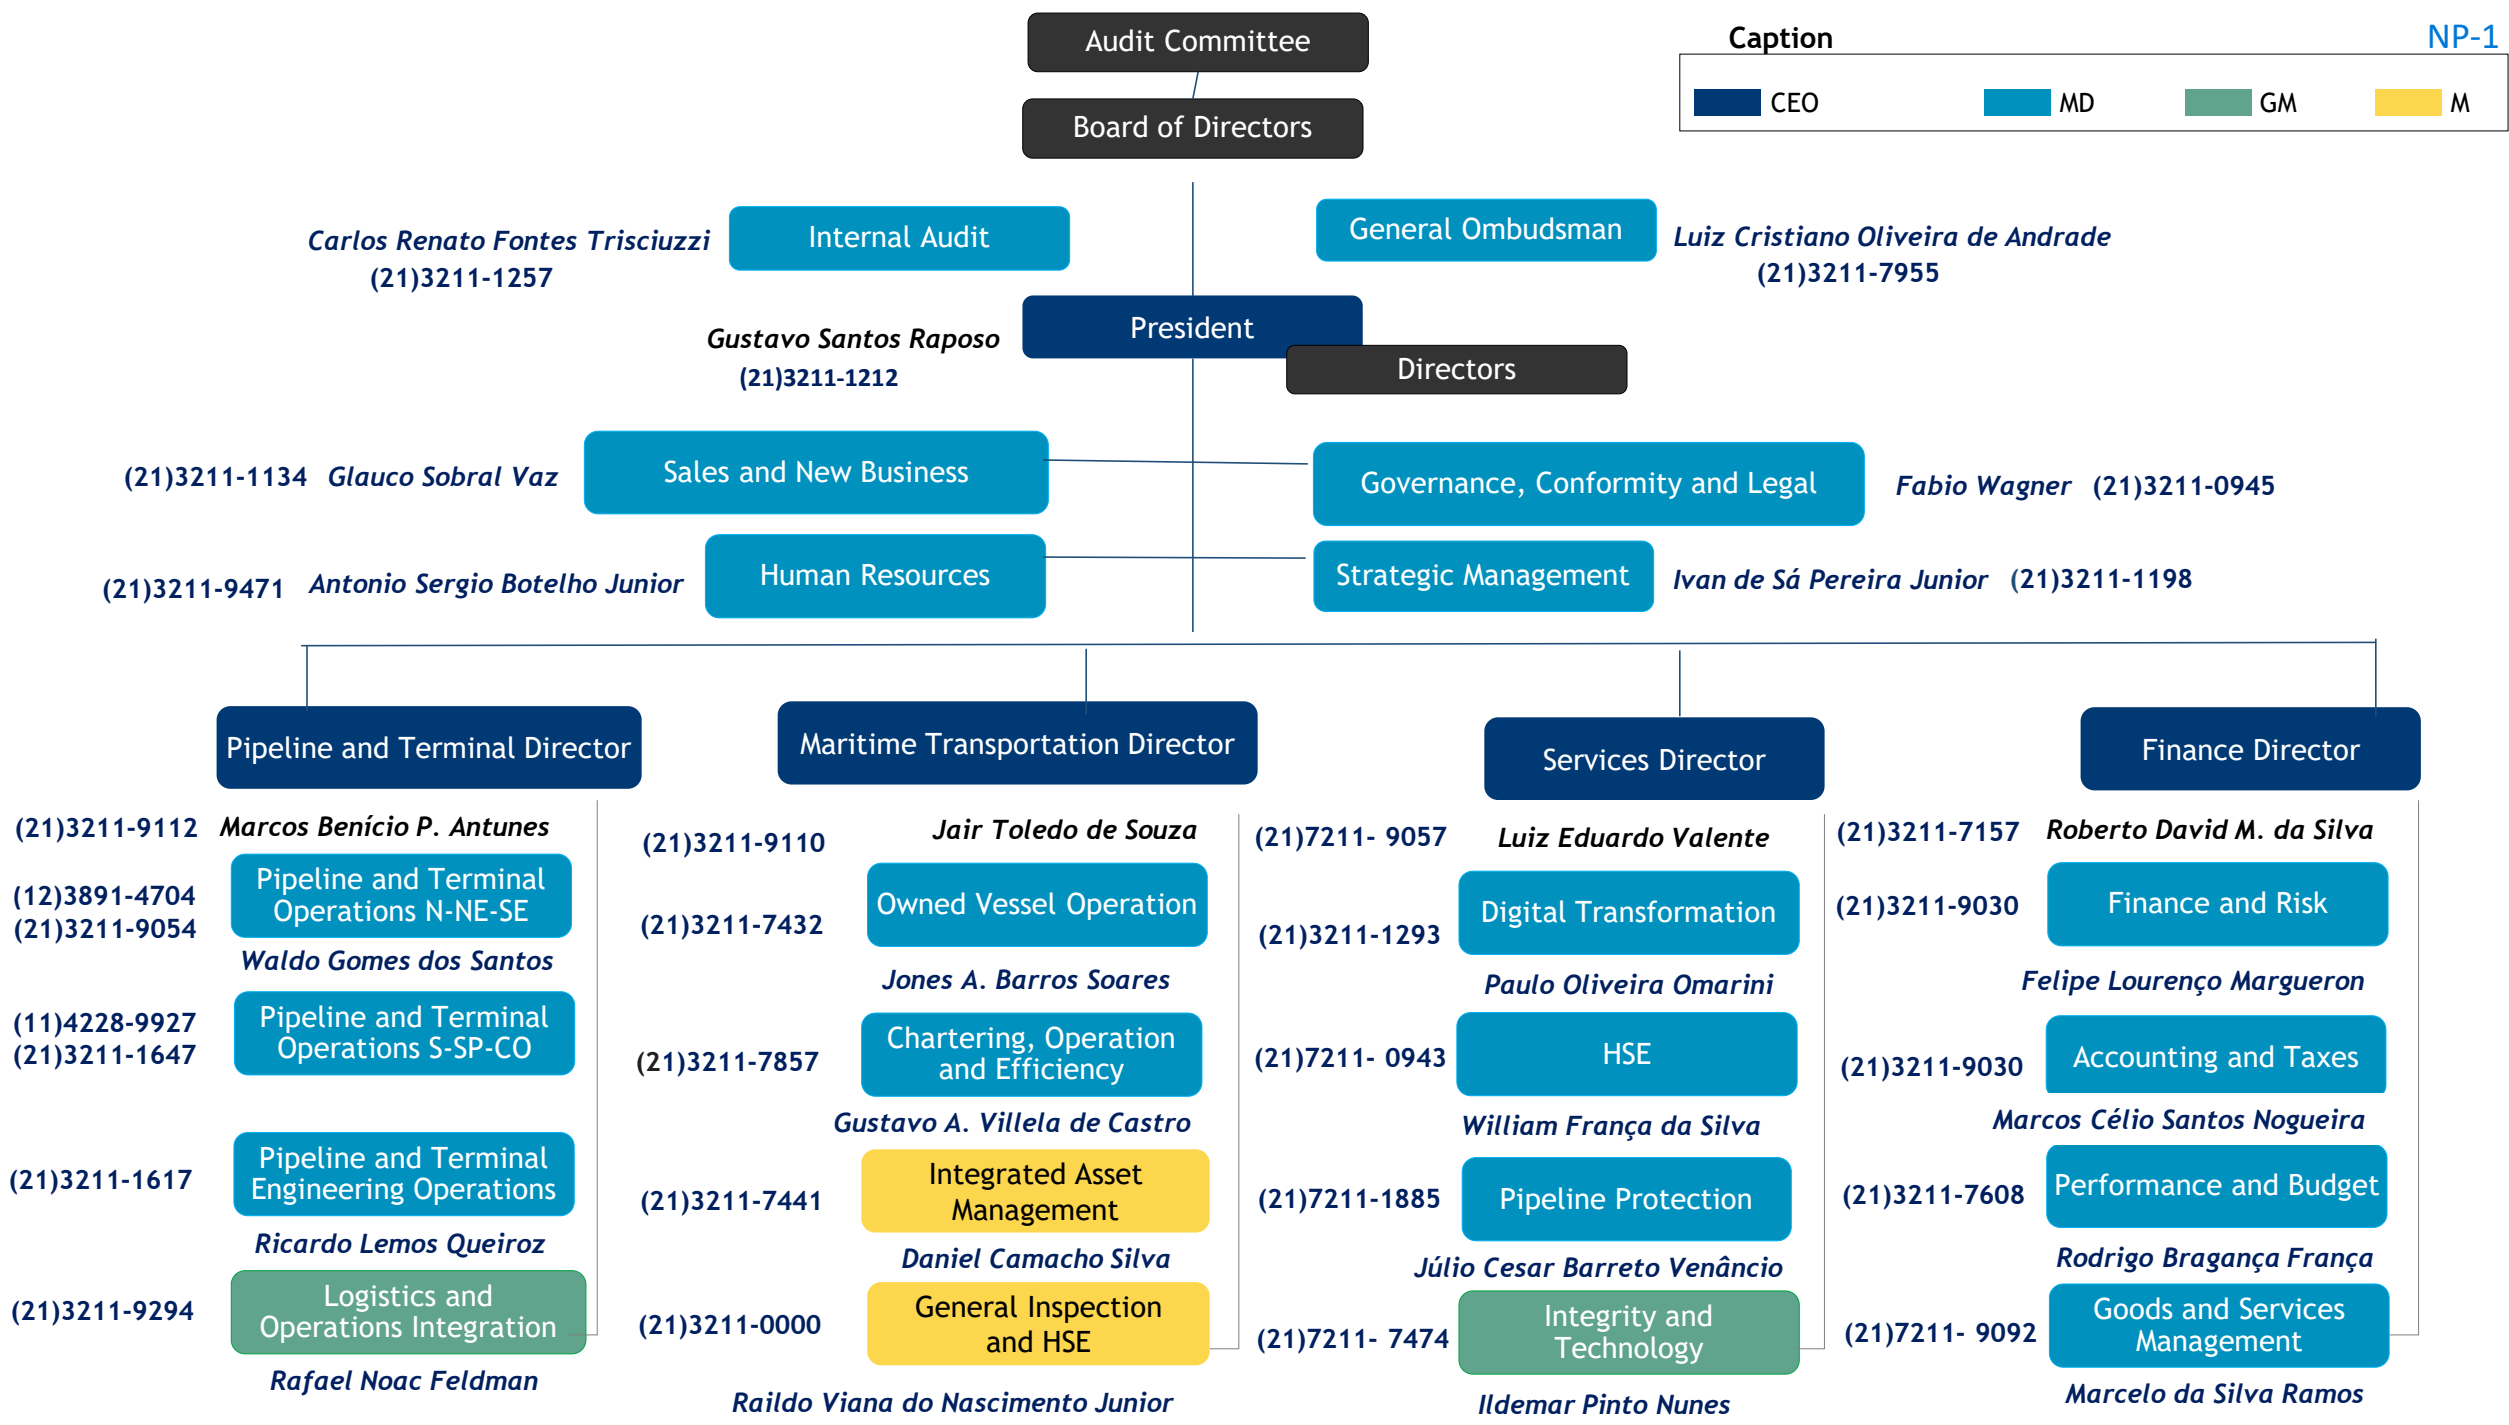 Audit Committee
Caption
NP-1
CEO
MD
GM
M
Board of Directors
Carlos Renato Fontes Trisciuzzi
(21)3211-1257
Internal Audit
General Ombudsman
Luiz Cristiano Oliveira de Andrade
(21)3211-7955
President
Gustavo Santos Raposo
(21)3211-1212
Directors
(21)3211-1134
Glauco Sobral Vaz
Sales and New Business
Governance, Conformity and Legal
Fabio Wagner
(21)3211-0945
(21)3211-9471
Antonio Sergio Botelho Junior
Human Resources
Strategic Management
Ivan de Sá Pereira Junior
(21)3211-1198
Pipeline and Terminal Director
(21)3211-9112
Marcos Benício P. Antunes
(12)3891-4704
(21)3211-9054
Pipeline and Terminal
Operations N-NE-SE
Waldo Gomes dos Santos
(11)4228-9927
(21)3211-1647
Pipeline and Terminal
Operations S-SP-CO
(21)3211-1617
Pipeline and Terminal
Engineering Operations
Ricardo Lemos Queiroz
(21)3211-9294
Logistics and
Operations Integration
Rafael Noac Feldman
Maritime Transportation Director
(21)3211-9110
Jair Toledo de Souza
(21)3211-7432
Owned Vessel Operation
Jones A. Barros Soares
(21)3211-7857
Chartering, Operation
and Efficiency
Gustavo A. Villela de Castro
(21)3211-7441
Integrated Asset
Management
Daniel Camacho Silva
(21)3211-0000
General Inspection
and HSE
Raildo Viana do Nascimento Junior
Services Director
(21)7211- 9057
Luiz Eduardo Valente
(21)3211-1293
Digital Transformation
Paulo Oliveira Omarini
(21)7211- 0943
HSE
William França da Silva
(21)7211-1885
Pipeline Protection
Júlio Cesar Barreto Venâncio
(21)7211- 7474
Integrity and
Technology
Ildemar Pinto Nunes
Finance Director
(21)3211-7157
Roberto David M. da Silva
(21)3211-9030
Finance and Risk
Felipe Lourenço Margueron
(21)3211-9030
Accounting and Taxes
Marcos Célio Santos Nogueira
(21)3211-7608
Performance and Budget
Rodrigo Bragança França
(21)7211- 9092
Goods and Services
Management
Marcelo da Silva Ramos